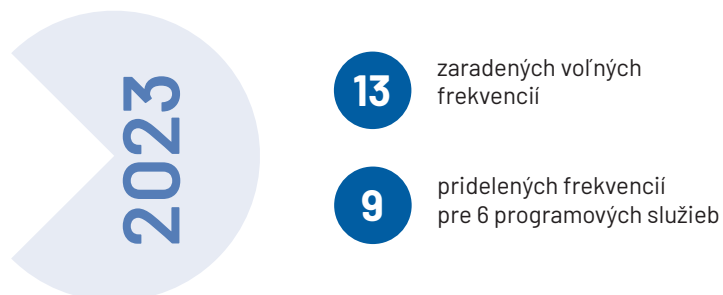 2023
13
zaradených voľných
frekvencií
9
pridelených frekvencií
pre 6 programových služieb